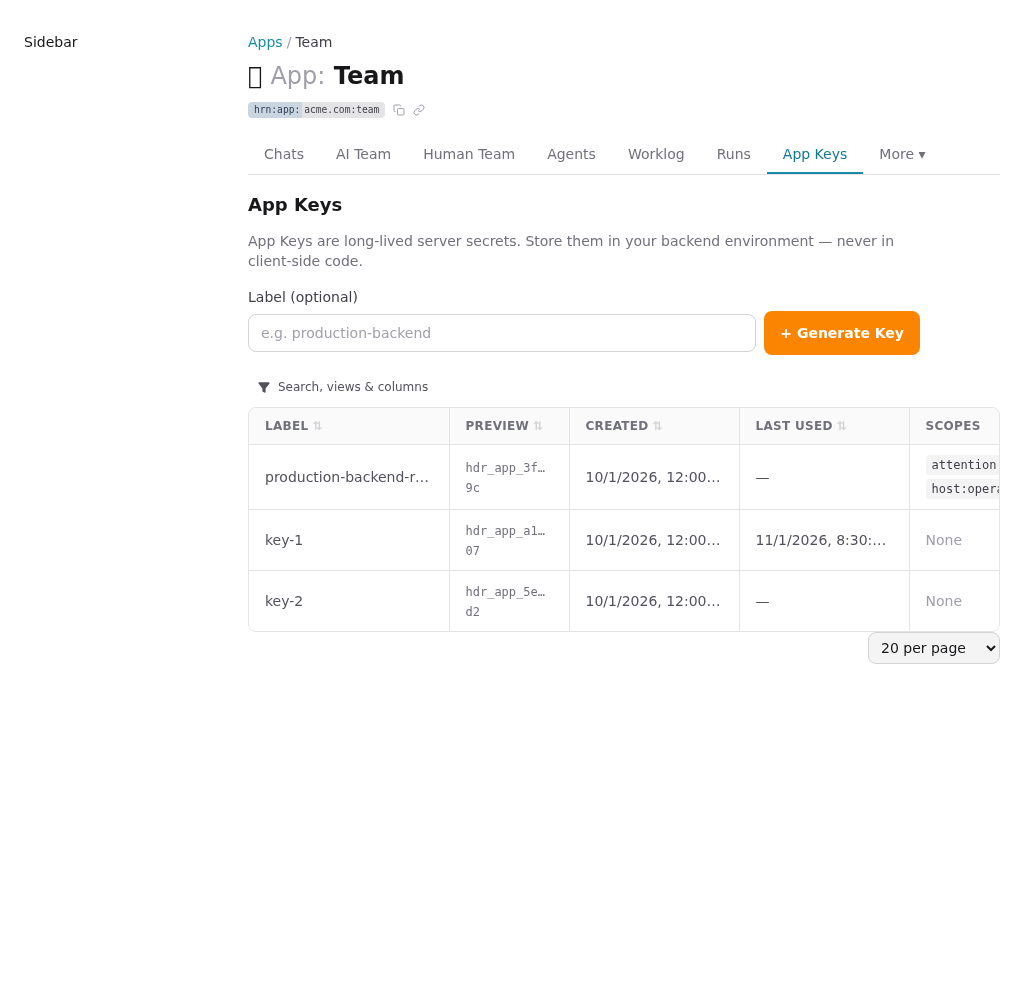 Sidebar
Apps / Team
App: Team
hrn:app: acme.com:team
Chats AI Team Human Team Agents Worklog Runs App Keys More ▾
App Keys
App Keys are long-lived server secrets. Store them in your backend environment — never in
client-side code.
Label (optional)
e.g. production-backend
+ Generate Key
Search, views & columns
LABEL ⇅ PREVIEW ⇅ CREATED ⇅ LAST USED ⇅ SCOPES
production-backend-r… hdr_app_3f… 10/1/2026, 12:00… — attention
9c host:opera
key-1 hdr_app_a1… 10/1/2026, 12:00… 11/1/2026, 8:30:… None
07
key-2 hdr_app_5e… 10/1/2026, 12:00… — None
d2
20 per page